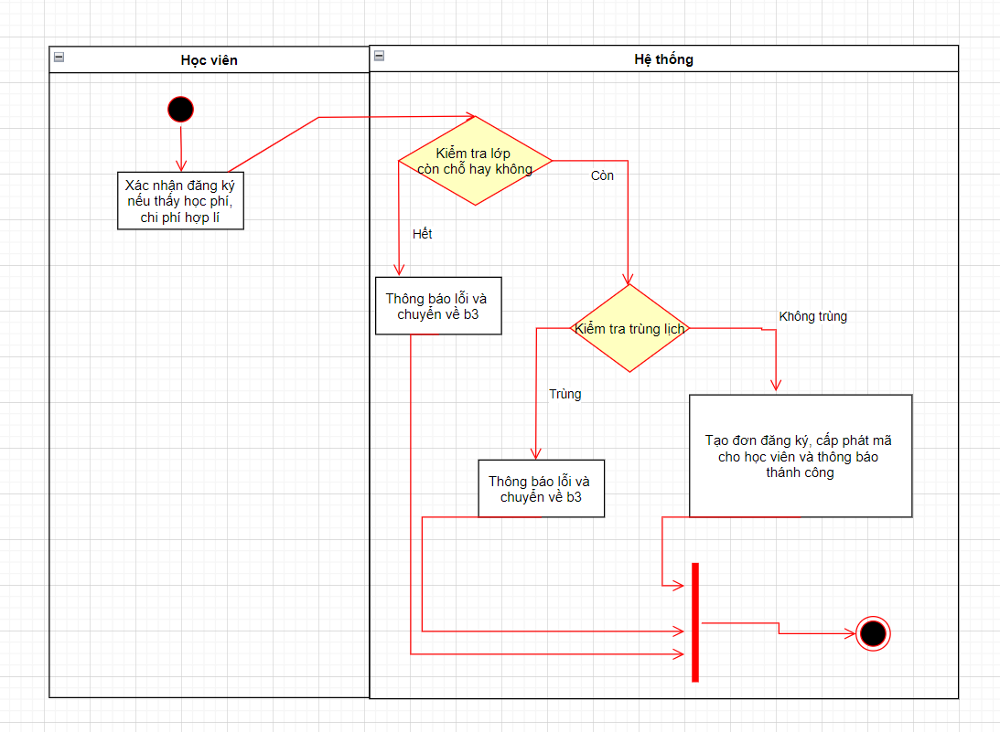 Học viên
Hệ thống
Xác nhận đăng ký
nếu thấy học phí,
chi phí hợp lí
Kiểm tra lớp
còn chỗ hay không
Còn
Hết
Thông báo lỗi và
chuyển về b3
Kiểm tra trùng lịch
Không trùng
Trùng
Thông báo lỗi và
chuyển về b3
Tạo đơn đăng ký, cấp phát mã
cho học viên và thông báo
thánh công